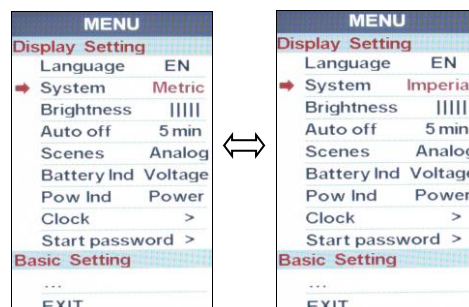 MENU
Display Setting
Language EN
System Metric
Brightness |||||
Auto off 5 min
Scenes Analog
Battery Ind Voltage
Pow Ind Power
Clock >
Start password >
Basic Setting
...
EXIT
MENU
Display Setting
Language EN
System Imperia
Brightness |||||
Auto off 5 min
Scenes Analog
Battery Ind Voltage
Pow Ind Power
Clock >
Start password >
Basic Setting
...
EXIT